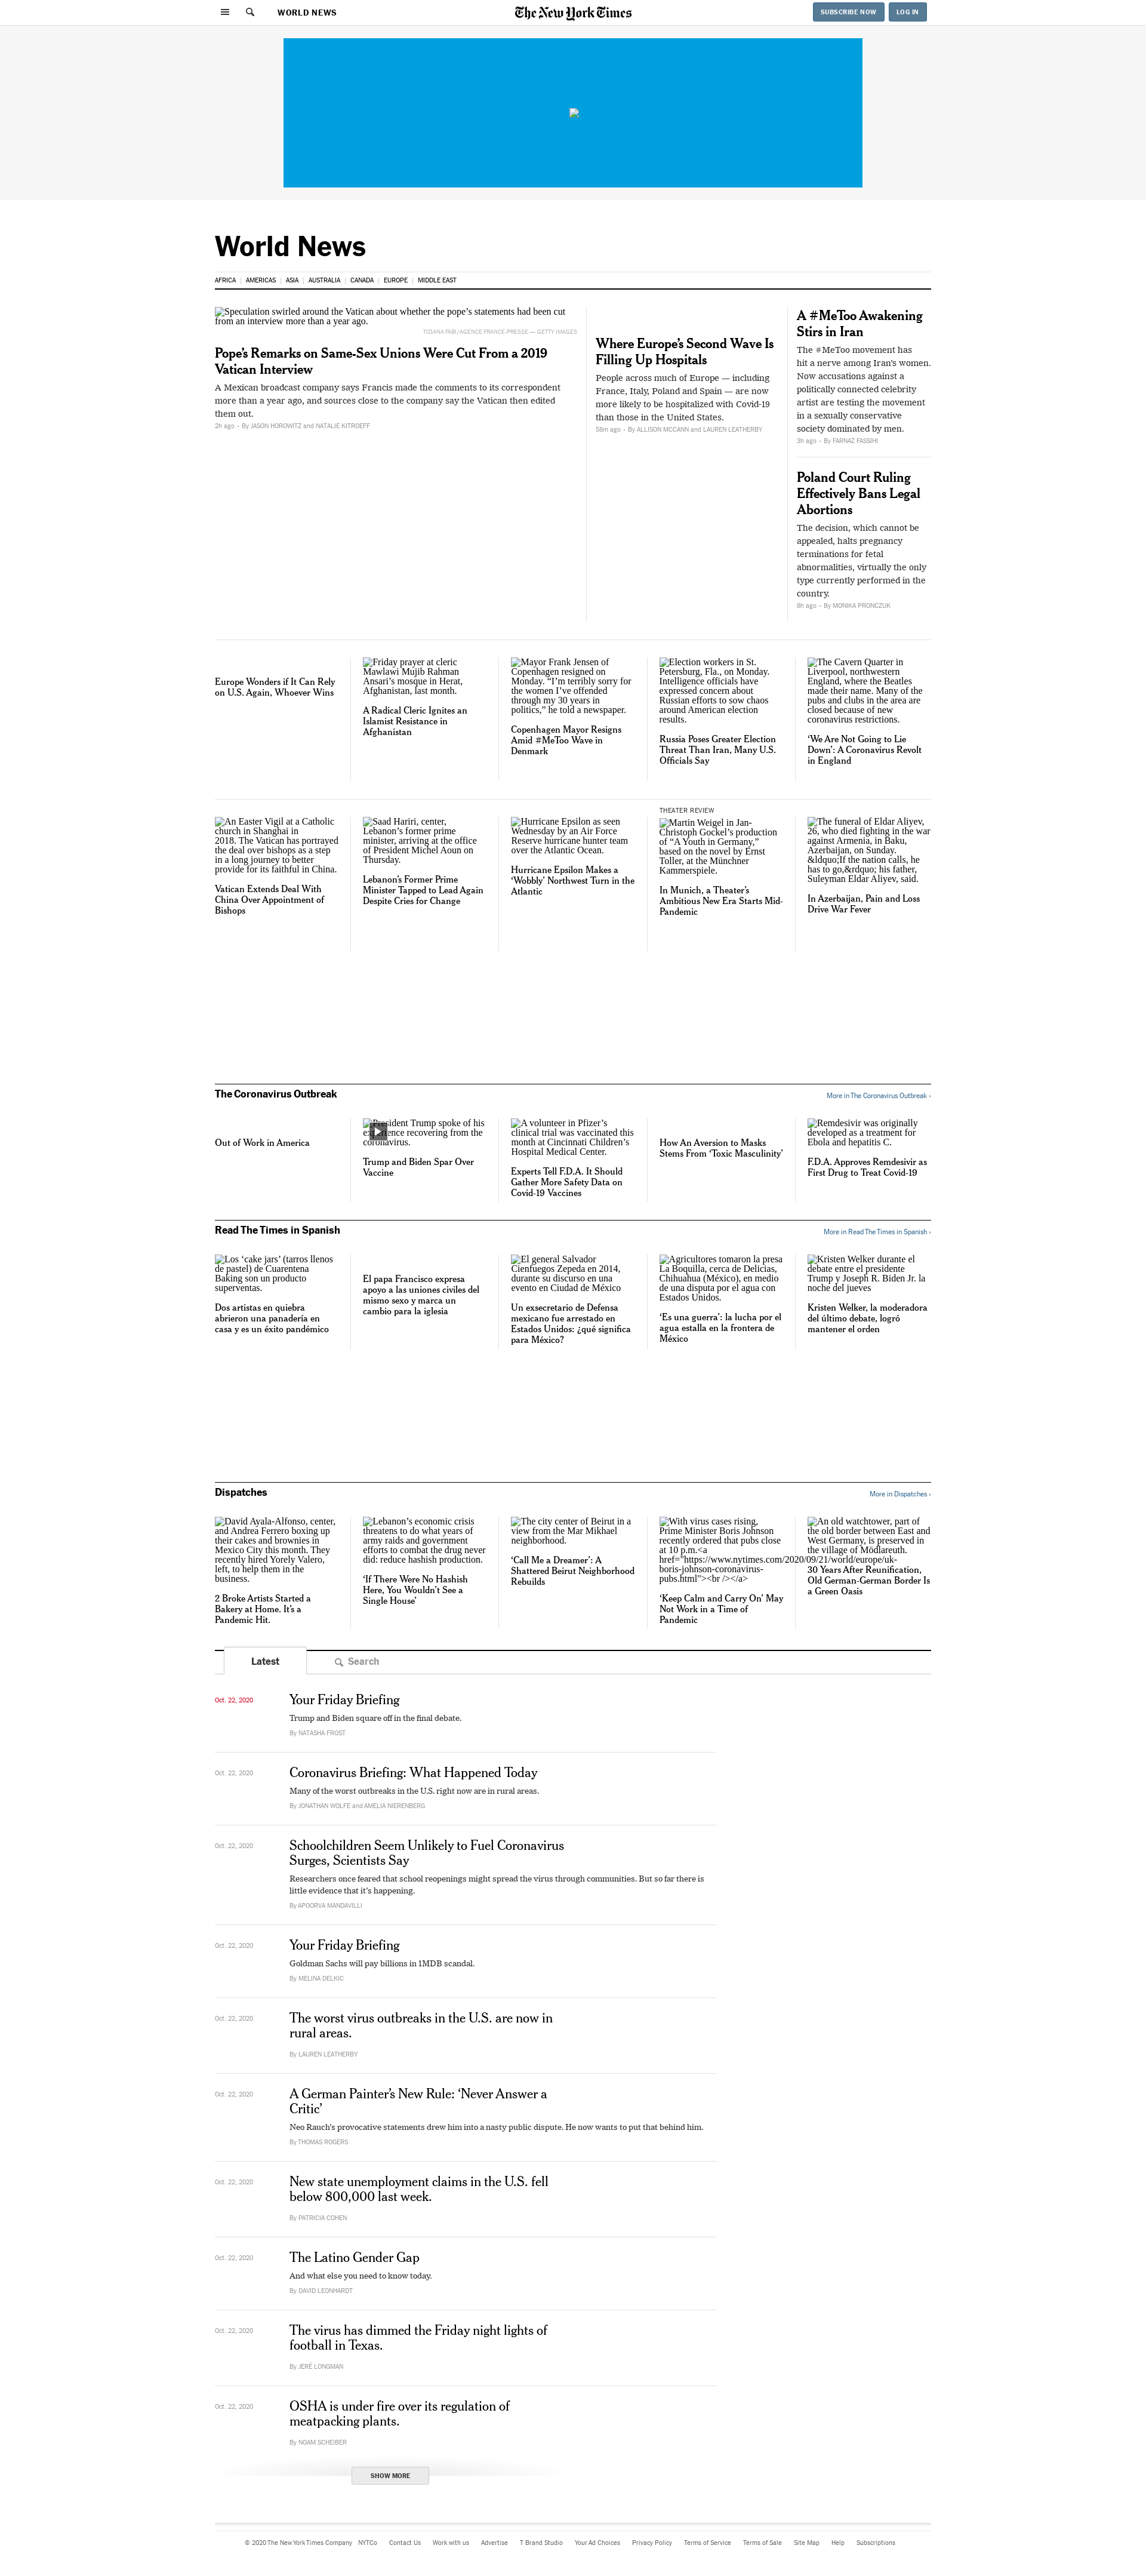 WORLD NEWS
The New York Times
SUBSCRIBE NOW
LOG IN
World News
AFRICA | AMERICAS | ASIA | AUSTRALIA | CANADA | EUROPE | MIDDLE EAST
Speculation swirled around the Vatican about whether the pope’s statements had been cut
from an interview more than a year ago.
TIZIANA FABI/AGENCE FRANCE-PRESSE — GETTY IMAGES
Pope’s Remarks on Same-Sex Unions Were Cut From a 2019
Vatican Interview
A Mexican broadcast company says Francis made the comments to its correspondent
more than a year ago, and sources close to the company say the Vatican then edited
them out.
2h ago • By JASON HOROWITZ and NATALIE KITROEFF
Where Europe’s Second Wave Is
Filling Up Hospitals
People across much of Europe — including
France, Italy, Poland and Spain — are now
more likely to be hospitalized with Covid-19
than those in the United States.
58m ago • By ALLISON MCCANN and LAUREN LEATHERBY
A #MeToo Awakening
Stirs in Iran
The #MeToo movement has
hit a nerve among Iran’s women.
Now accusations against a
politically connected celebrity
artist are testing the movement
in a sexually conservative
society dominated by men.
3h ago • By FARNAZ FASSIHI
Poland Court Ruling
Effectively Bans Legal
Abortions
The decision, which cannot be
appealed, halts pregnancy
terminations for fetal
abnormalities, virtually the only
type currently performed in the
country.
8h ago • By MONIKA PRONCZUK
Europe Wonders if It Can Rely
on U.S. Again, Whoever Wins
Friday prayer at cleric
Mawlawi Mujib Rahman
Ansari’s mosque in Herat,
Afghanistan, last month.
A Radical Cleric Ignites an
Islamist Resistance in
Afghanistan
Mayor Frank Jensen of
Copenhagen resigned on
Monday. “I’m terribly sorry for
the women I’ve offended
through my 30 years in
politics,” he told a newspaper.
Copenhagen Mayor Resigns
Amid #MeToo Wave in
Denmark
Election workers in St.
Petersburg, Fla., on Monday.
Intelligence officials have
expressed concern about
Russian efforts to sow chaos
around American election
results.
Russia Poses Greater Election
Threat Than Iran, Many U.S.
Officials Say
The Cavern Quarter in
Liverpool, northwestern
England, where the Beatles
made their name. Many of the
pubs and clubs in the area are
closed because of new
coronavirus restrictions.
‘We Are Not Going to Lie
Down’: A Coronavirus Revolt
in England
An Easter Vigil at a Catholic
church in Shanghai in
2018. The Vatican has portrayed
the deal over bishops as a step
in a long journey to better
provide for its faithful in China.
Vatican Extends Deal With
China Over Appointment of
Bishops
Saad Hariri, center,
Lebanon’s former prime
minister, arriving at the office
of President Michel Aoun on
Thursday.
Lebanon’s Former Prime
Minister Tapped to Lead Again
Despite Cries for Change
Hurricane Epsilon as seen
Wednesday by an Air Force
Reserve hurricane hunter team
over the Atlantic Ocean.
Hurricane Epsilon Makes a
‘Wobbly’ Northwest Turn in the
Atlantic
THEATER REVIEW
Martin Weigel in Jan-
Christoph Gockel’s production
of “A Youth in Germany,”
based on the novel by Ernst
Toller, at the Münchner
Kammerspiele.
In Munich, a Theater’s
Ambitious New Era Starts Mid-
Pandemic
The funeral of Eldar Aliyev,
26, who died fighting in the war
against Armenia, in Baku,
Azerbaijan, on Sunday.
&ldquo;If the nation calls, he
has to go,&rdquo; his father,
Suleyman Eldar Aliyev, said.
In Azerbaijan, Pain and Loss
Drive War Fever
The Coronavirus Outbreak
More in The Coronavirus Outbreak ›
Out of Work in America
President Trump spoke of his
experience recovering from the
coronavirus.
Trump and Biden Spar Over
Vaccine
A volunteer in Pfizer’s
clinical trial was vaccinated this
month at Cincinnati Children’s
Hospital Medical Center.
Experts Tell F.D.A. It Should
Gather More Safety Data on
Covid-19 Vaccines
How An Aversion to Masks
Stems From ‘Toxic Masculinity’
Remdesivir was originally
developed as a treatment for
Ebola and hepatitis C.
F.D.A. Approves Remdesivir as
First Drug to Treat Covid-19
Read The Times in Spanish
More in Read The Times in Spanish ›
Los ‘cake jars’ (tarros llenos
de pastel) de Cuarentena
Baking son un producto
superventas.
Dos artistas en quiebra
abrieron una panadería en
casa y es un éxito pandémico
El papa Francisco expresa
apoyo a las uniones civiles del
mismo sexo y marca un
cambio para la iglesia
El general Salvador
Cienfuegos Zepeda en 2014,
durante su discurso en una
evento en Ciudad de México
Un exsecretario de Defensa
mexicano fue arrestado en
Estados Unidos: ¿qué significa
para México?
Agricultores tomaron la presa
La Boquilla, cerca de Delicias,
Chihuahua (México), en medio
de una disputa por el agua con
Estados Unidos.
‘Es una guerra’: la lucha por el
agua estalla en la frontera de
México
Kristen Welker durante el
debate entre el presidente
Trump y Joseph R. Biden Jr. la
noche del jueves
Kristen Welker, la moderadora
del último debate, logró
mantener el orden
Dispatches
More in Dispatches ›
David Ayala-Alfonso, center,
and Andrea Ferrero boxing up
their cakes and brownies in
Mexico City this month. They
recently hired Yorely Valero,
left, to help them in the
business.
2 Broke Artists Started a
Bakery at Home. It’s a
Pandemic Hit.
Lebanon’s economic crisis
threatens to do what years of
army raids and government
efforts to combat the drug never
did: reduce hashish production.
‘If There Were No Hashish
Here, You Wouldn’t See a
Single House’
The city center of Beirut in a
view from the Mar Mikhael
neighborhood.
‘Call Me a Dreamer’: A
Shattered Beirut Neighborhood
Rebuilds
With virus cases rising,
Prime Minister Boris Johnson
recently ordered that pubs close
at 10 p.m.<a
href="https://www.nytimes.com/2020/09/21/world/europe/uk-
boris-johnson-coronavirus-
pubs.html"><br /></a>
‘Keep Calm and Carry On’ May
Not Work in a Time of
Pandemic
An old watchtower, part of
the old border between East and
West Germany, is preserved in
the village of Mödlareuth.
30 Years After Reunification,
Old German-German Border Is
a Green Oasis
Latest
Search
Oct. 22, 2020
Your Friday Briefing
Trump and Biden square off in the final debate.
By NATASHA FROST
Oct. 22, 2020
Coronavirus Briefing: What Happened Today
Many of the worst outbreaks in the U.S. right now are in rural areas.
By JONATHAN WOLFE and AMELIA NIERENBERG
Oct. 22, 2020
Schoolchildren Seem Unlikely to Fuel Coronavirus
Surges, Scientists Say
Researchers once feared that school reopenings might spread the virus through communities. But so far there is
little evidence that it’s happening.
By APOORVA MANDAVILLI
Oct. 22, 2020
Your Friday Briefing
Goldman Sachs will pay billions in 1MDB scandal.
By MELINA DELKIC
Oct. 22, 2020
The worst virus outbreaks in the U.S. are now in
rural areas.
By LAUREN LEATHERBY
Oct. 22, 2020
A German Painter’s New Rule: ‘Never Answer a
Critic’
Neo Rauch’s provocative statements drew him into a nasty public dispute. He now wants to put that behind him.
By THOMAS ROGERS
Oct. 22, 2020
New state unemployment claims in the U.S. fell
below 800,000 last week.
By PATRICIA COHEN
Oct. 22, 2020
The Latino Gender Gap
And what else you need to know today.
By DAVID LEONHARDT
Oct. 22, 2020
The virus has dimmed the Friday night lights of
football in Texas.
By JERÉ LONGMAN
Oct. 22, 2020
OSHA is under fire over its regulation of
meatpacking plants.
By NOAM SCHEIBER
SHOW MORE
© 2020 The New York Times Company NYTCo Contact Us Work with us Advertise T Brand Studio Your Ad Choices Privacy Policy Terms of Service Terms of Sale Site Map Help Subscriptions